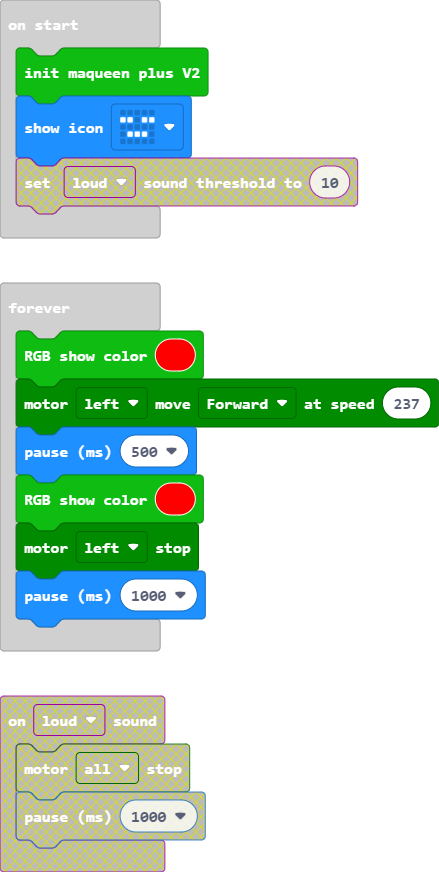 on start
init maqueen plus V2
show icon
set loud sound threshold to 10
forever
RGB show color
motor left move Forward at speed 237
pause (ms) 500
RGB show color
motor left stop
pause (ms) 1000
on loud sound
motor all stop
pause (ms) 1000